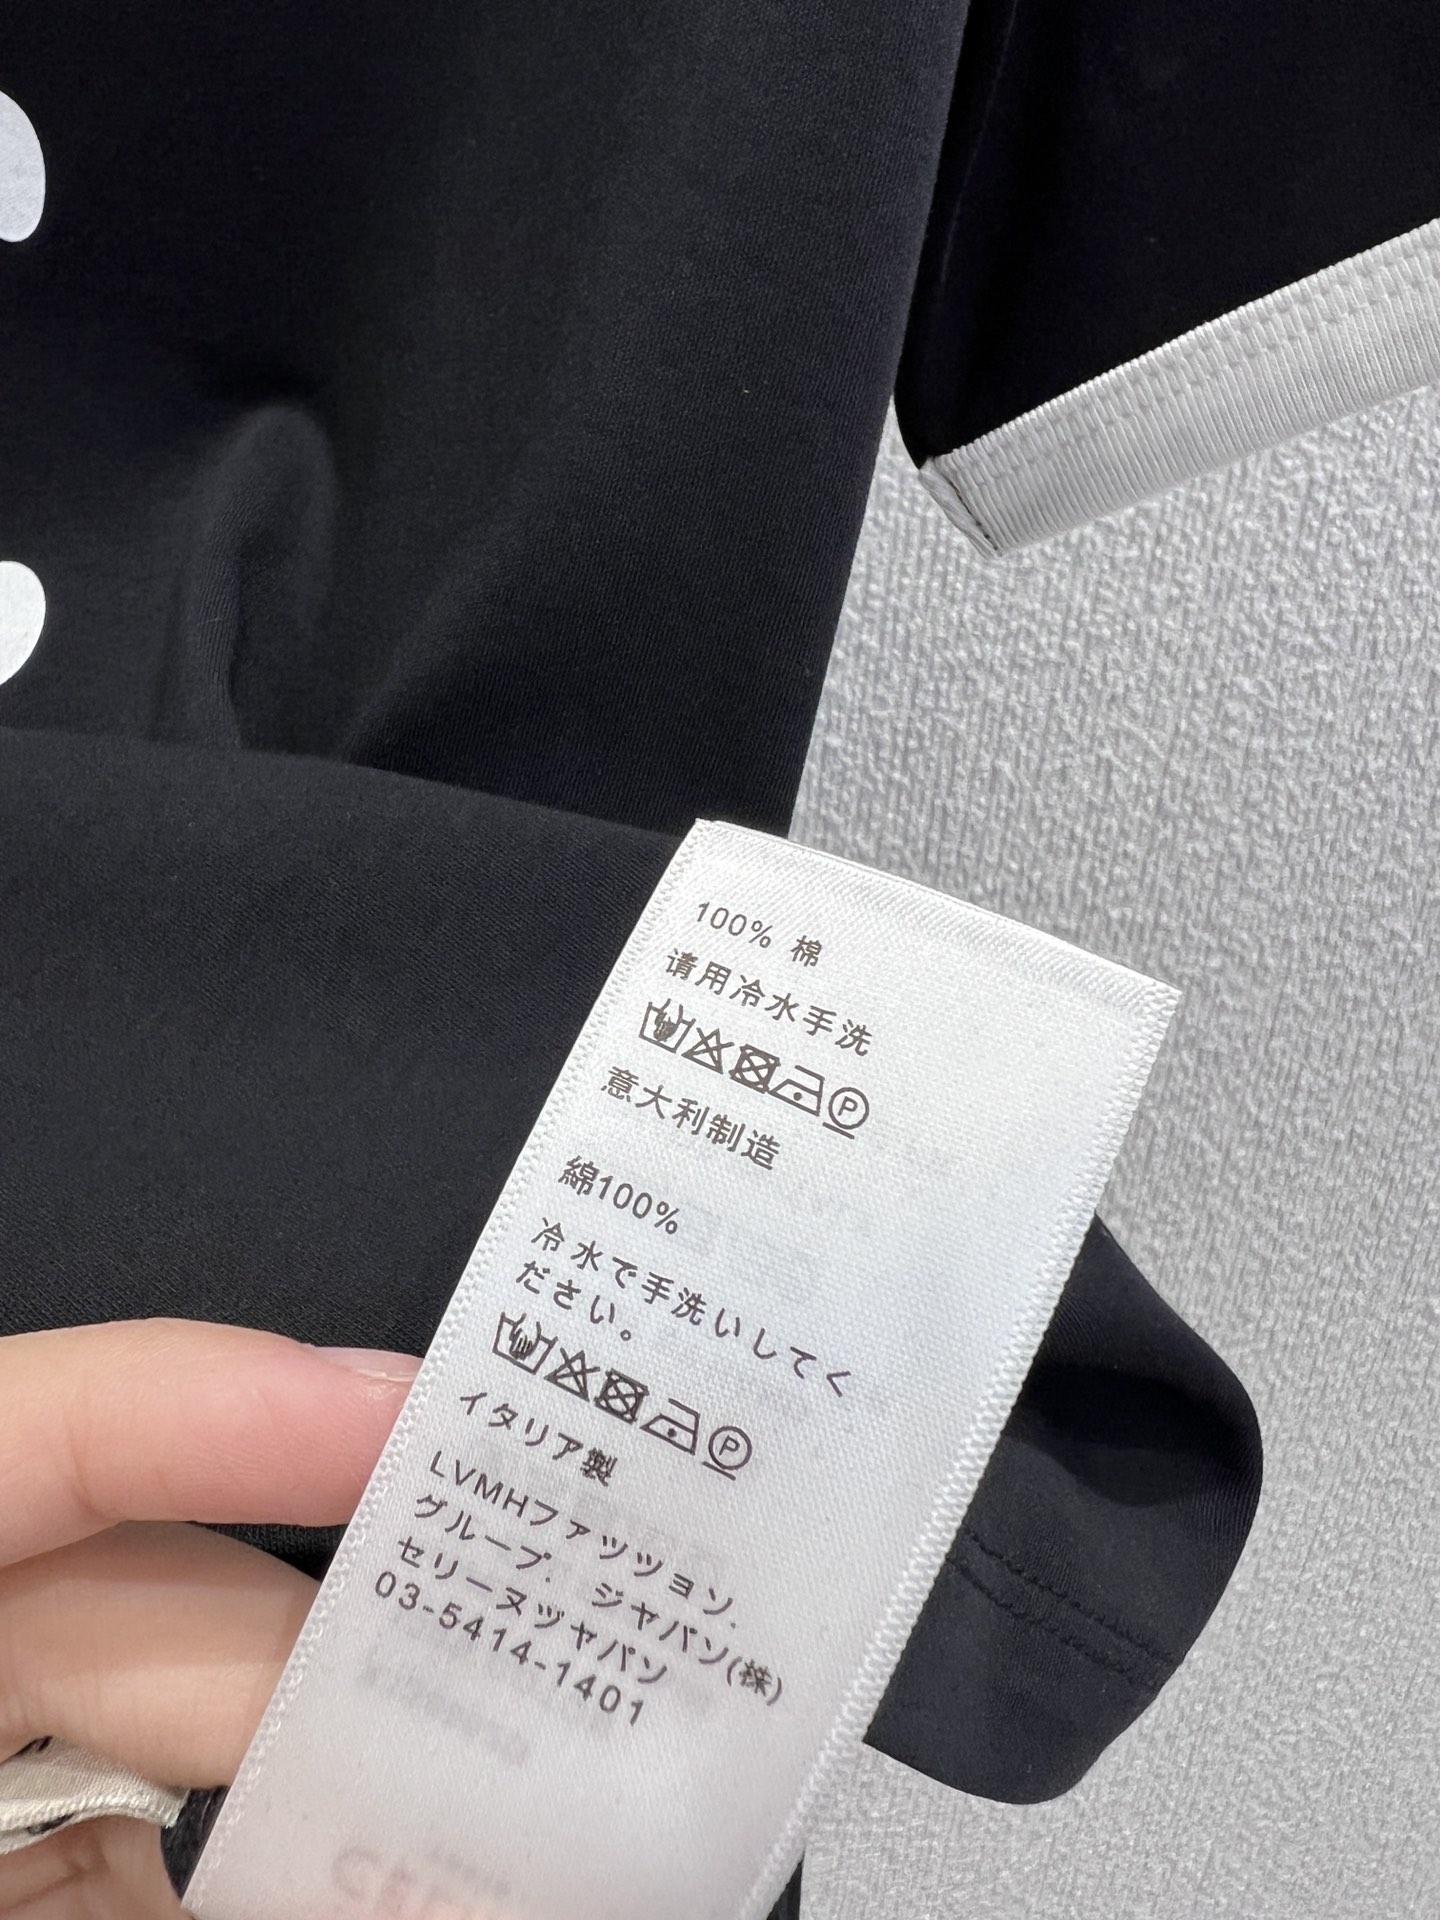 100% 棉
请用冷水手洗
P
意大利制造
綿100%
冷水で手洗いしてく
ださい。
P
イタリア製
LVMHファッツョン.
グループ. ジャパン(株)
セリーヌヅャパン
03-5414-1401